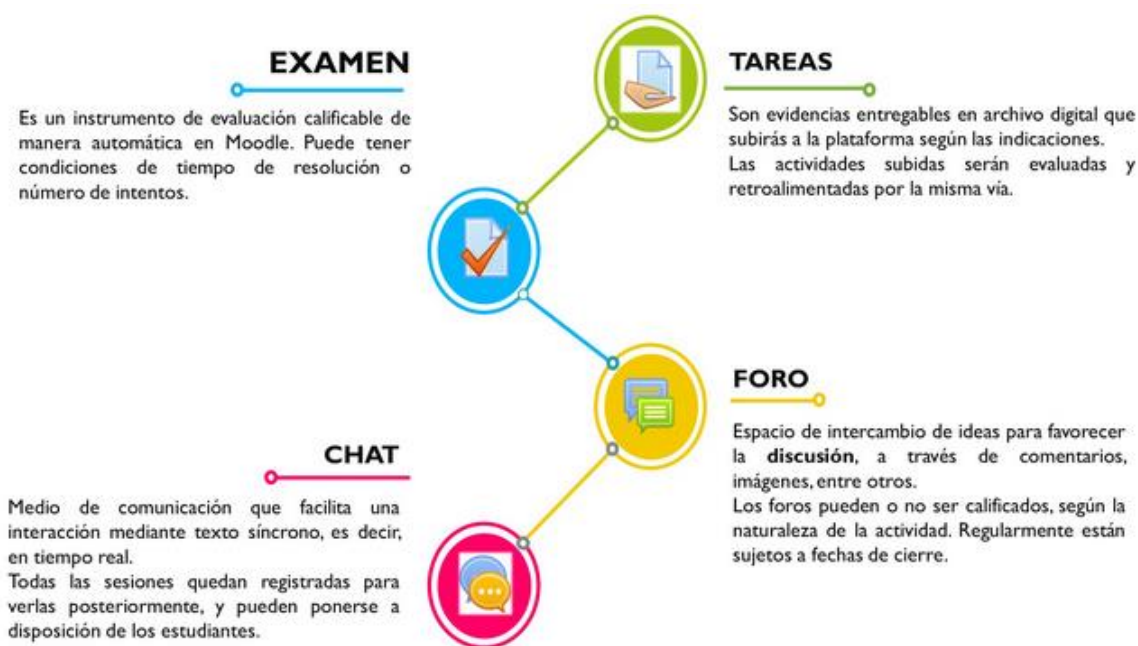 EXAMEN
Es un instrumento de evaluación calificable de
manera automática en Moodle. Puede tener
condiciones de tiempo de resolución o
número de intentos.
TAREAS
Son evidencias entregables en archivo digital que
subirás a la plataforma según las indicaciones.
Las actividades subidas serán evaluadas y
retroalimentadas por la misma vía.
FORO
Espacio de intercambio de ideas para favorecer
la discusión, a través de comentarios,
imágenes, entre otros.
Los foros pueden o no ser calificados, según la
naturaleza de la actividad. Regularmente están
sujetos a fechas de cierre.
CHAT
Medio de comunicación que facilita una
interacción mediante texto síncrono, es decir,
en tiempo real.
Todas las sesiones quedan registradas para
verlas posteriormente, y pueden ponerse a
disposición de los estudiantes.